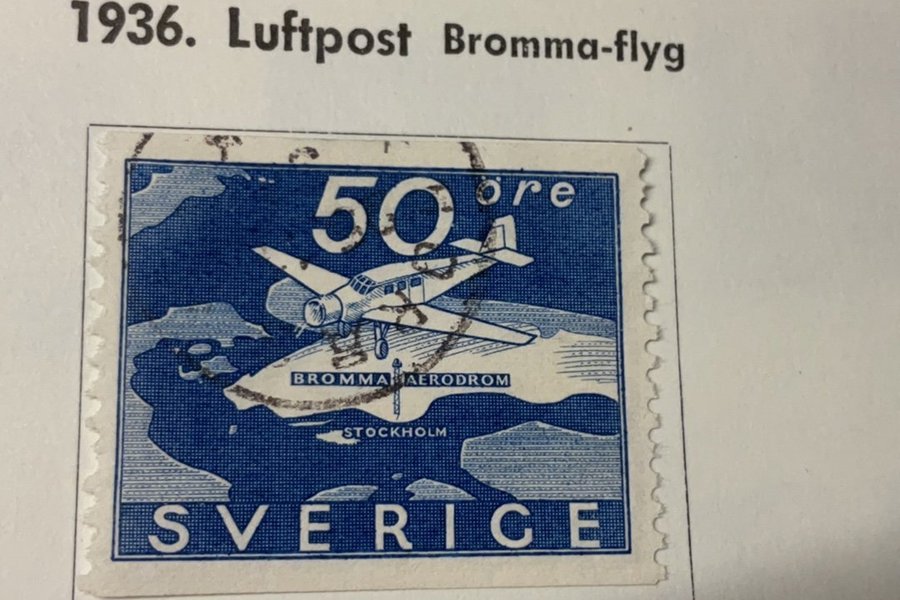 1936. Luftpost Bromma-flyg
50 öre
BROMMA AERODROM
STOCKHOLM
SVERIGE